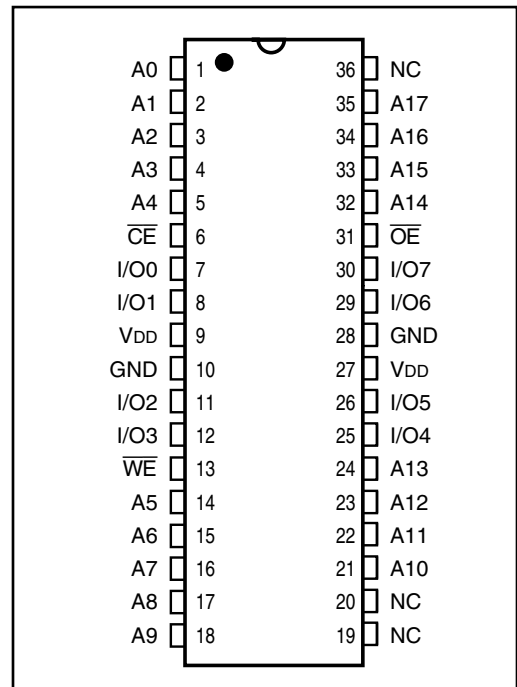 A0 1 36 NC
A1 2 35 A17
A2 3 34 A16
A3 4 33 A15
A4 5 32 A14
C̅E̅ 6 31 O̅E̅
I/O0 7 30 I/O7
I/O1 8 29 I/O6
VDD 9 28 GND
GND 10 27 VDD
I/O2 11 26 I/O5
I/O3 12 25 I/O4
W̅E̅ 13 24 A13
A5 14 23 A12
A6 15 22 A11
A7 16 21 A10
A8 17 20 NC
A9 18 19 NC